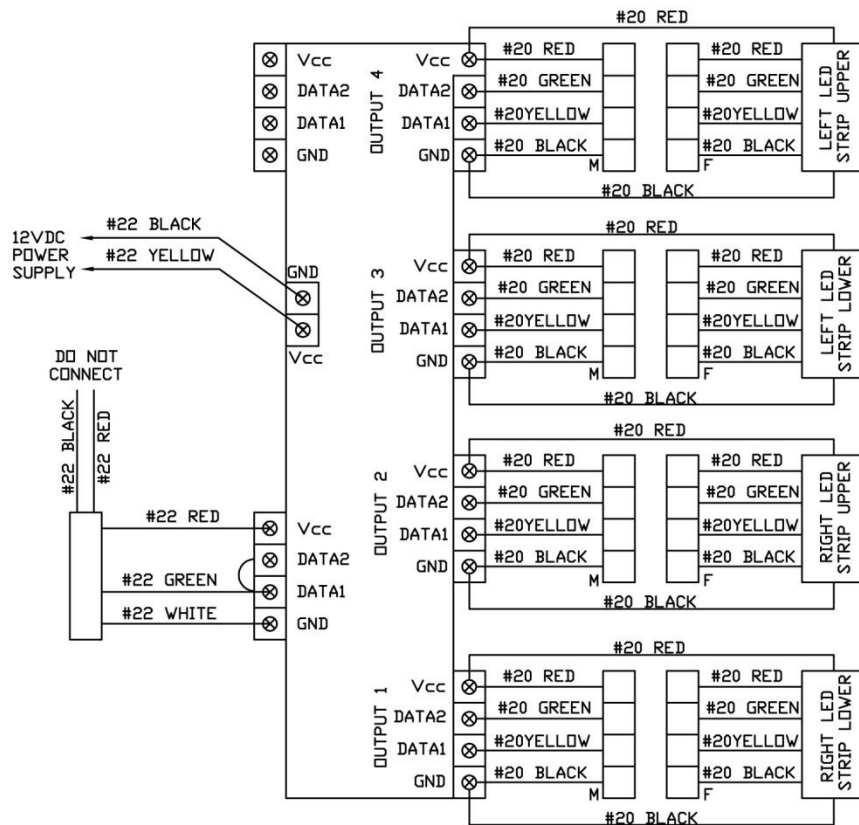 #20 RED
Vcc
DATA2
DATA1
GND
OUTPUT 4
Vcc
DATA2
DATA1
GND
#20 RED
#20 GREEN
#20YELLOW
#20 BLACK
M
F
#20 RED
#20 GREEN
#20YELLOW
#20 BLACK
LEFT LED
STRIP UPPER
#20 BLACK
12VDC
POWER
SUPPLY
#22 BLACK
#22 YELLOW
GND
Vcc
#20 RED
OUTPUT 3
Vcc
DATA2
DATA1
GND
#20 RED
#20 GREEN
#20YELLOW
#20 BLACK
M
F
#20 RED
#20 GREEN
#20YELLOW
#20 BLACK
LEFT LED
STRIP LOWER
#20 BLACK
DO NOT
CONNECT
#22 BLACK
#22 RED
#22 RED
#22 GREEN
#22 WHITE
Vcc
DATA2
DATA1
GND
#20 RED
OUTPUT 2
Vcc
DATA2
DATA1
GND
#20 RED
#20 GREEN
#20YELLOW
#20 BLACK
M
F
#20 RED
#20 GREEN
#20YELLOW
#20 BLACK
RIGHT LED
STRIP UPPER
#20 BLACK
#20 RED
OUTPUT 1
Vcc
DATA2
DATA1
GND
#20 RED
#20 GREEN
#20YELLOW
#20 BLACK
M
F
#20 RED
#20 GREEN
#20YELLOW
#20 BLACK
RIGHT LED
STRIP LOWER
#20 BLACK